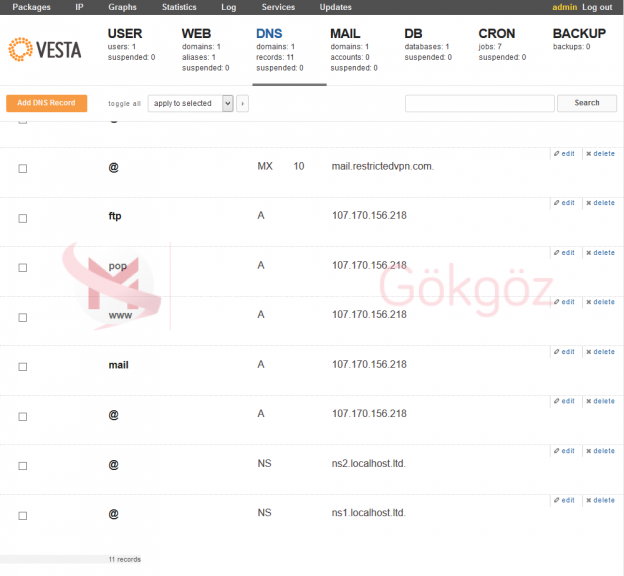 Packages IP Graphs Statistics Log Services Updates admin Log out
VESTA
USER WEB DNS MAIL DB CRON BACKUP
users: 1 domains: 1 domains: 1 domains: 1 databases: 1 jobs: 7 backups: 0
suspended: 0 aliases: 1 records: 11 accounts: 0 suspended: 0 suspended: 0
suspended: 0 suspended: 0 suspended: 0
Add DNS Record toggle all apply to selected › Search
@
edit delete
@ MX 10 mail.restrictedvpn.com.
edit delete
ftp A 107.170.156.218
edit delete
pop A 107.170.156.218
M Gökgöz
edit delete
www A 107.170.156.218
edit delete
mail A 107.170.156.218
edit delete
@ A 107.170.156.218
edit delete
@ NS ns2.localhost.ltd.
edit delete
@ NS ns1.localhost.ltd.
11 records